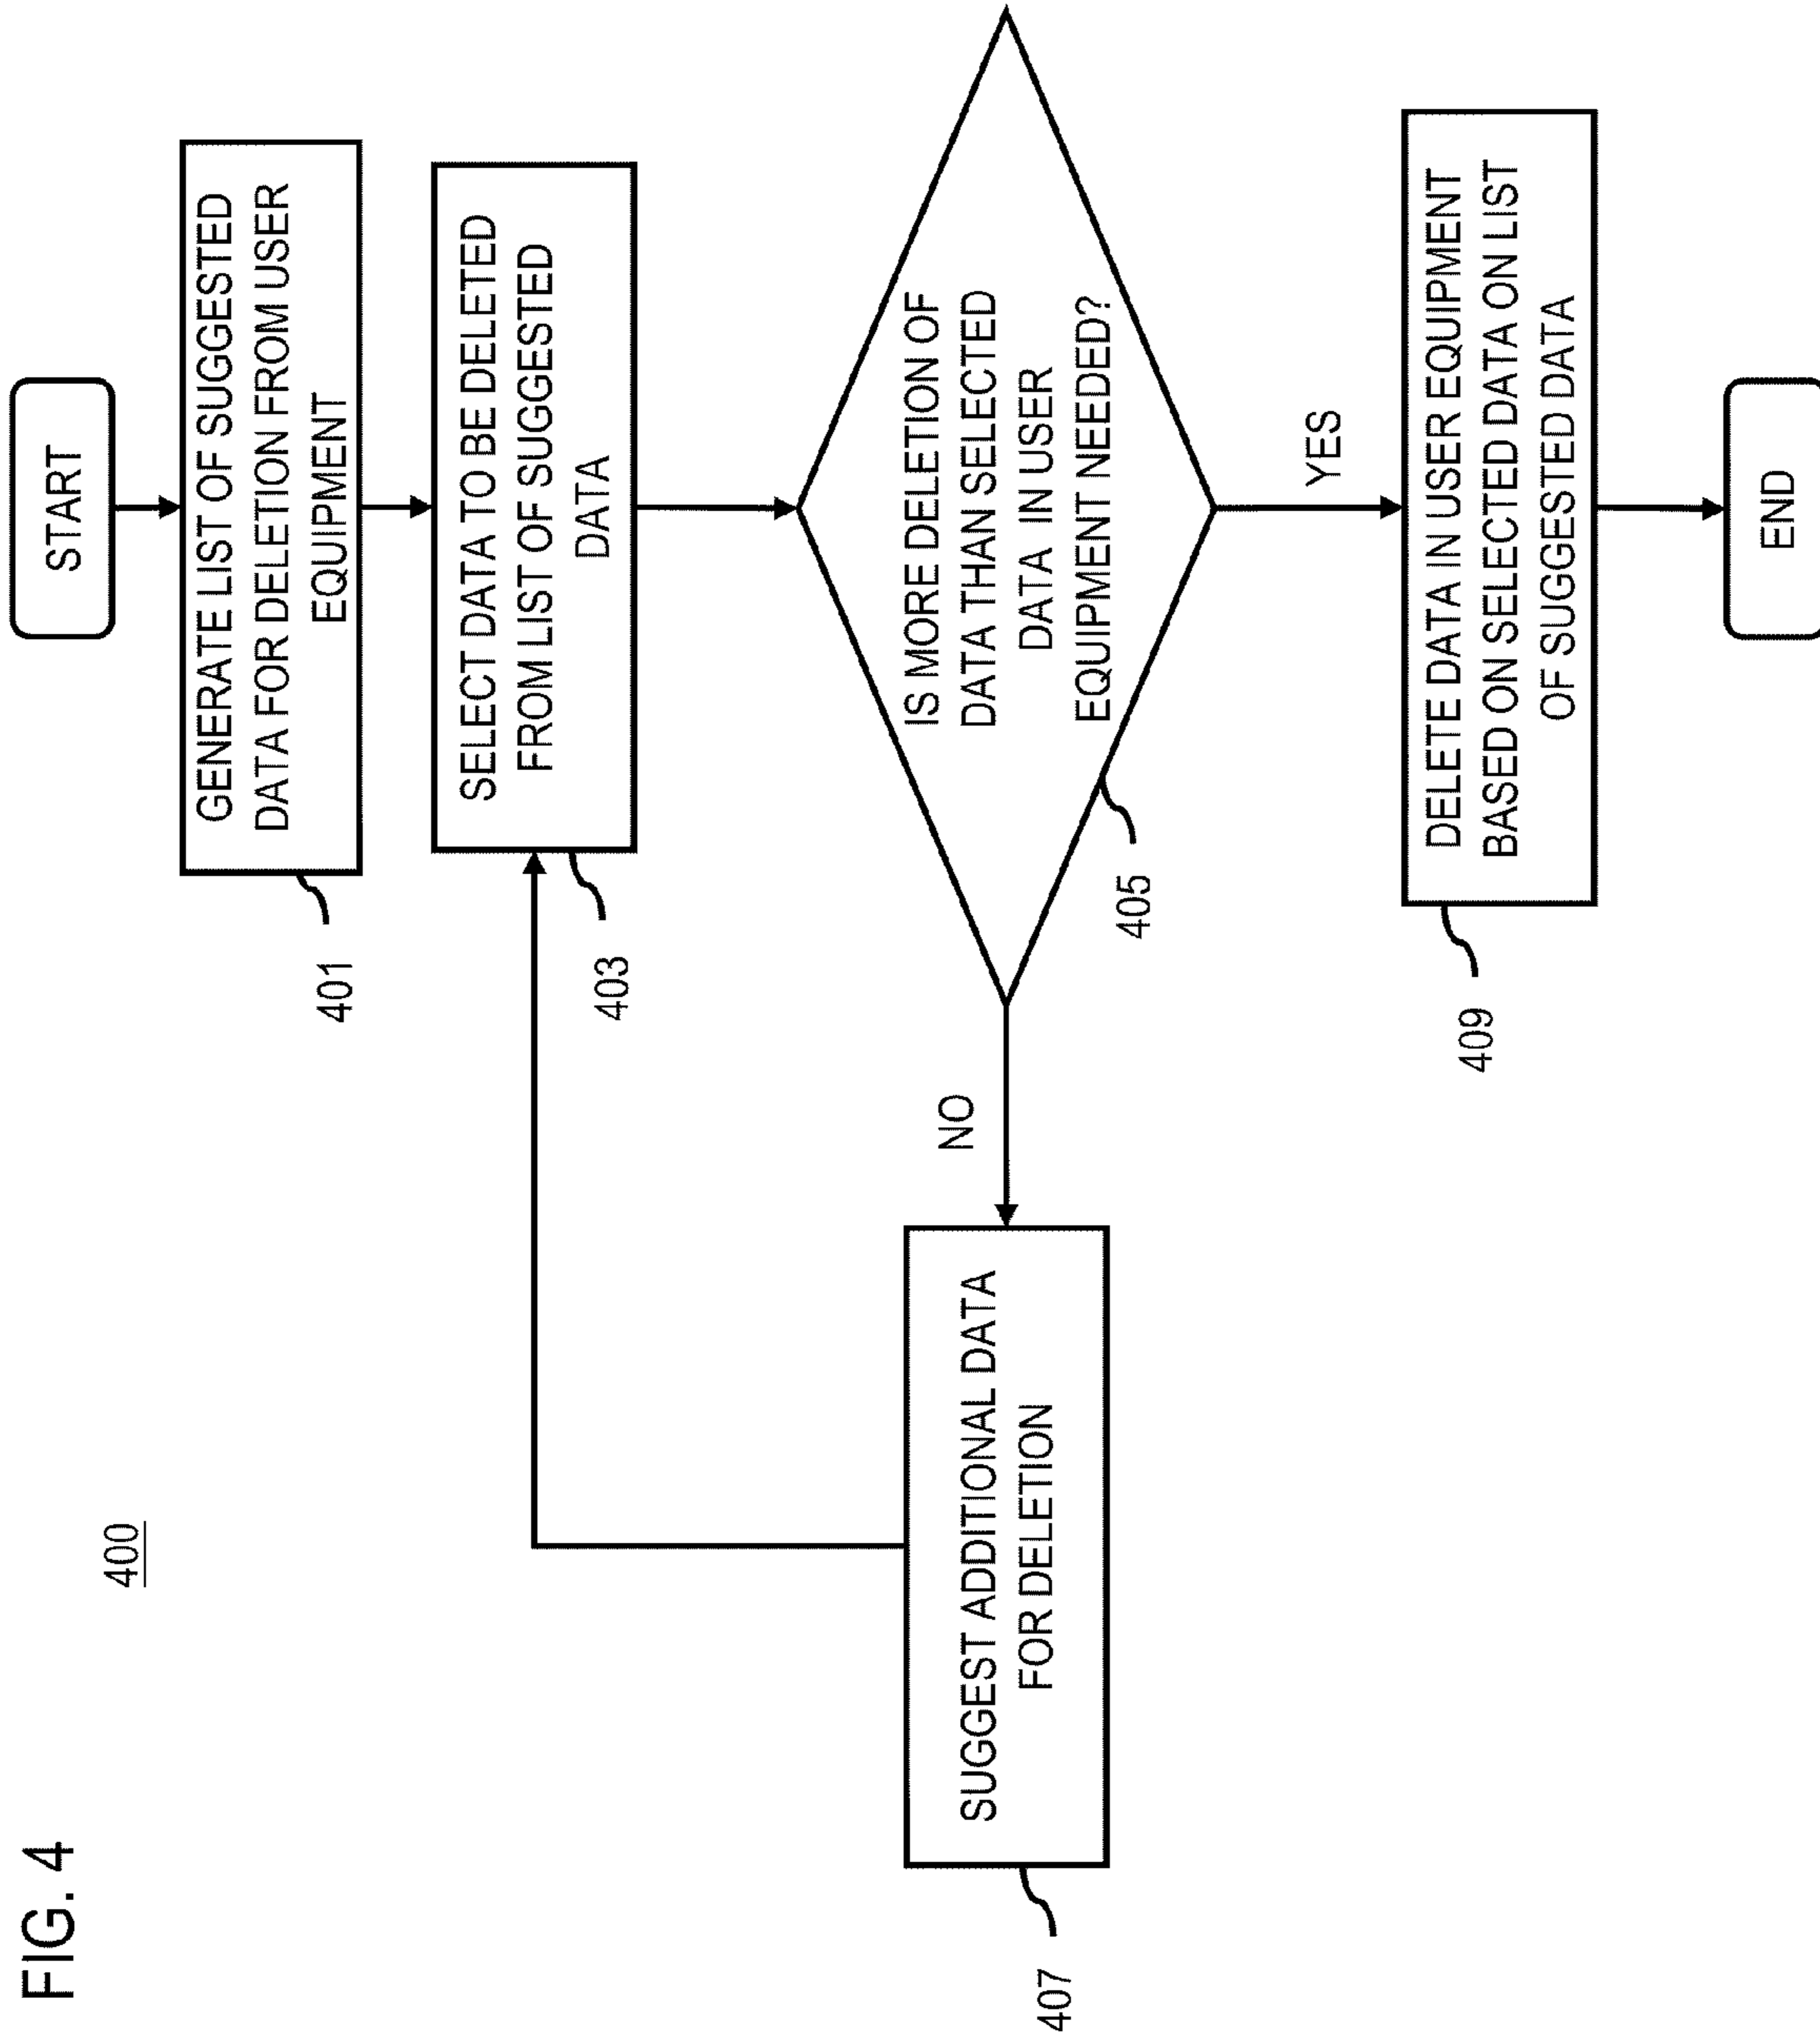 FIG. 4
400
START
GENERATE LIST OF SUGGESTED
DATA FOR DELETION FROM USER
EQUIPMENT
401
SELECT DATA TO BE DELETED
FROM LIST OF SUGGESTED
DATA
403
IS MORE DELETION OF
DATA THAN SELECTED
DATA IN USER
EQUIPMENT NEEDED?
405
NO
SUGGEST ADDITIONAL DATA
FOR DELETION
407
YES
DELETE DATA IN USER EQUIPMENT
BASED ON SELECTED DATA ON LIST
OF SUGGESTED DATA
409
END